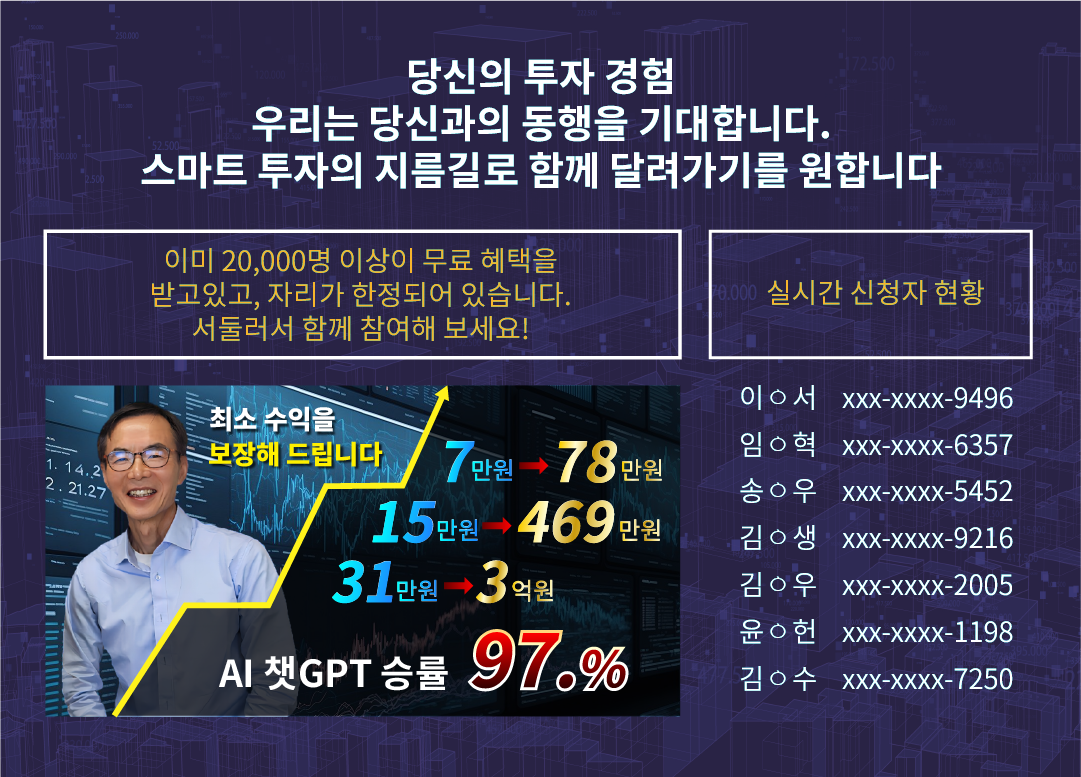 당신의 투자 경험
우리는 당신과의 동행을 기대합니다.
스마트 투자의 지름길로 함께 달려가기를 원합니다
이미 20,000명 이상이 무료 혜택을
받고있고, 자리가 한정되어 있습니다.
서둘러서 함께 참여해 보세요!
실시간 신청자 현황
최소 수익을
보장해 드립니다
7만원 → 78만원
15만원 → 469만원
31만원 → 3억원
AI 챗GPT 승률 97.%
이ㅇ서 xxx-xxxx-9496
임ㅇ혁 xxx-xxxx-6357
송ㅇ우 xxx-xxxx-5452
김ㅇ생 xxx-xxxx-9216
김ㅇ우 xxx-xxxx-2005
윤ㅇ헌 xxx-xxxx-1198
김ㅇ수 xxx-xxxx-7250